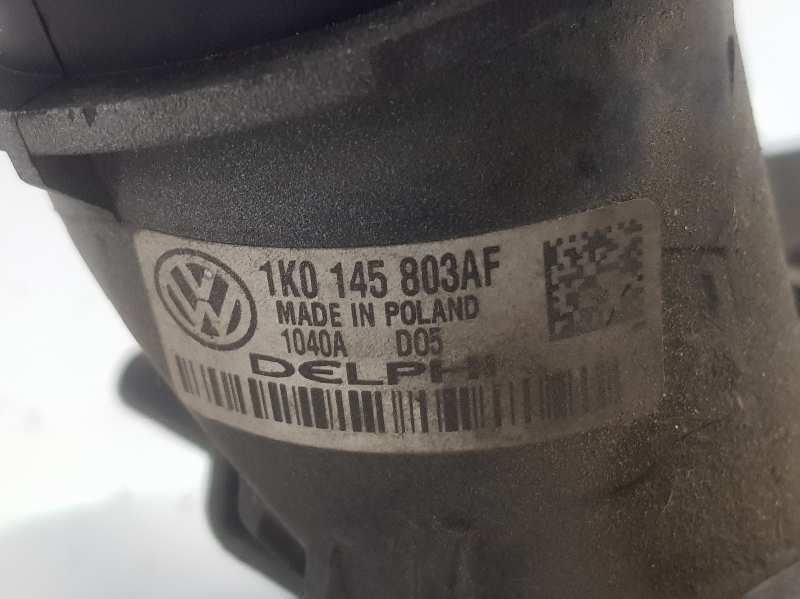 1K0 145 803AF
MADE IN POLAND
1040A D05
DELPHI